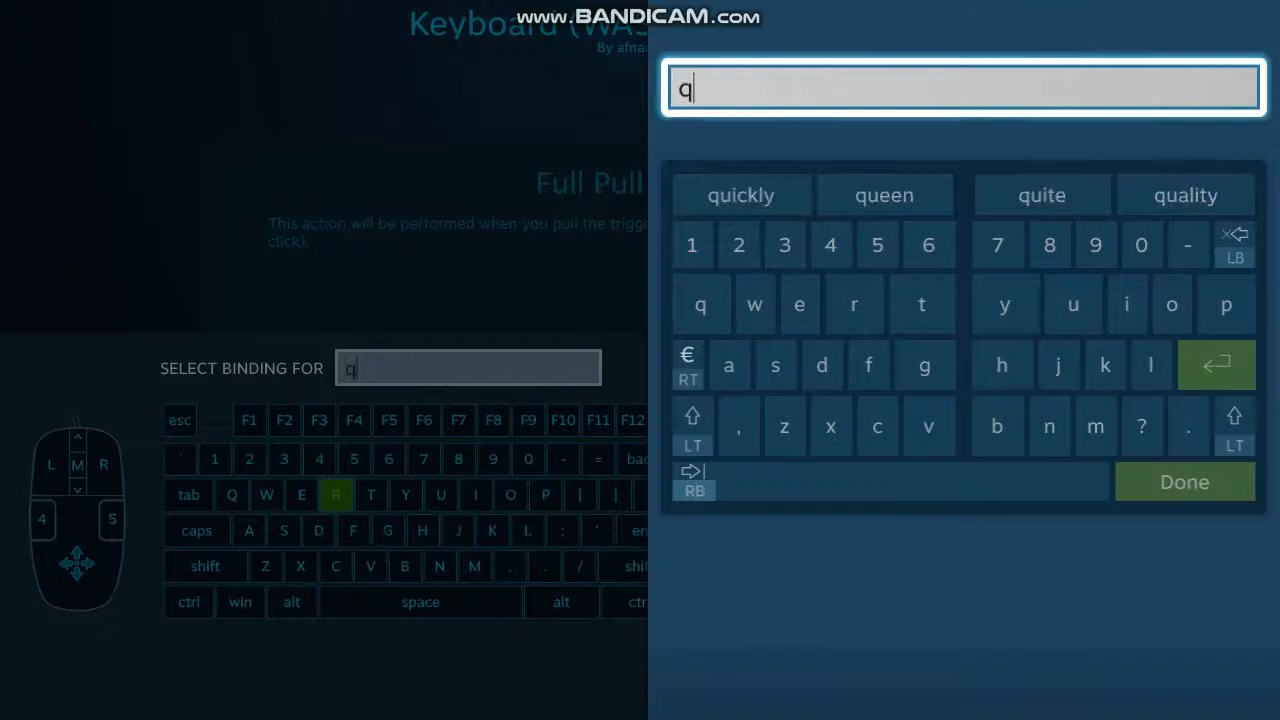 www.BANDICAM.com
Keyboard (WAS
By afna
Full Pull
This action will be performed when you pull the trigge
click).
SELECT BINDING FOR q
esc F1 F2 F3 F4 F5 F6 F7 F8 F9 F10 F11 F12
` 1 2 3 4 5 6 7 8 9 0 - = bac
tab Q W E R T Y U I O P [ ]
caps A S D F G H J K L ; ' en
shift Z X C V B N M , . / shif
ctrl win alt space alt ctr
L M R
4 5
q
quickly queen quite quality
1 2 3 4 5 6 7 8 9 0 - LB
q w e r t y u i o p
€ RT a s d f g h j k l
LT , z x c v b n m ? . LT
RB Done